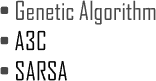 ▪ Genetic Algorithm
▪ A3C
▪ SARSA